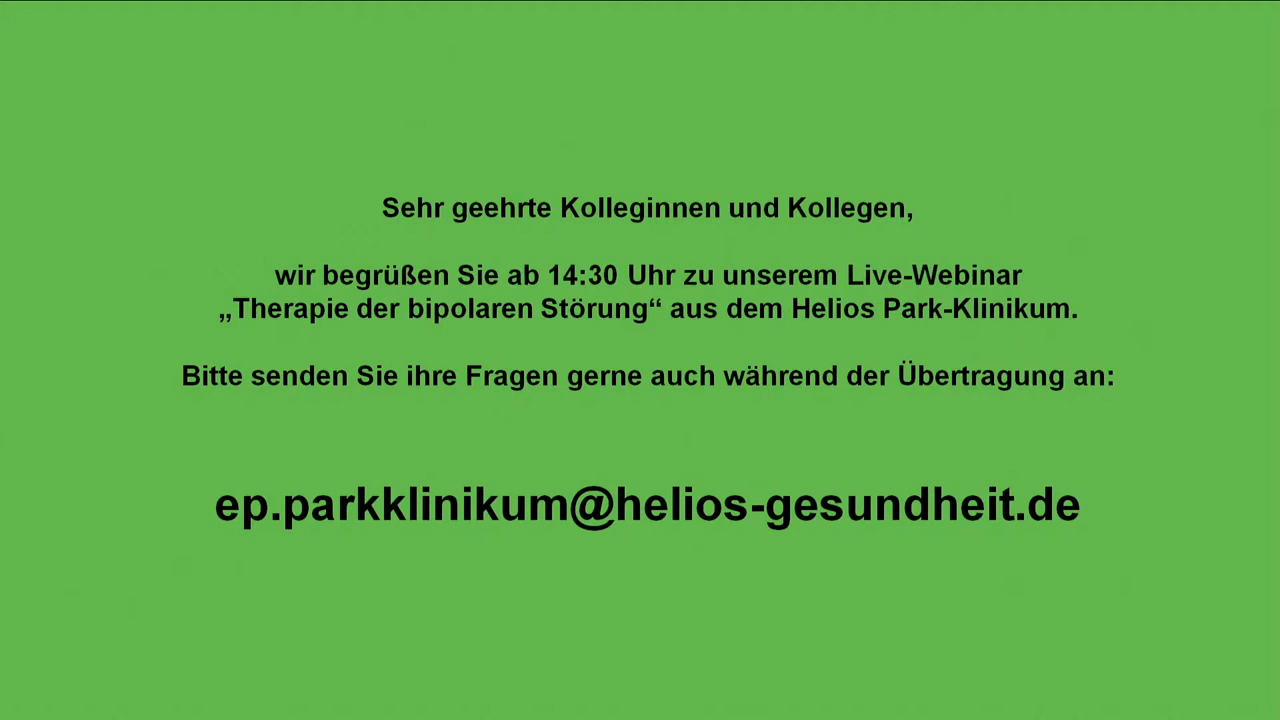 Sehr geehrte Kolleginnen und Kollegen,
wir begrüßen Sie ab 14:30 Uhr zu unserem Live-Webinar
„Therapie der bipolaren Störung“ aus dem Helios Park-Klinikum.
Bitte senden Sie ihre Fragen gerne auch während der Übertragung an:
ep.parkklinikum@helios-gesundheit.de